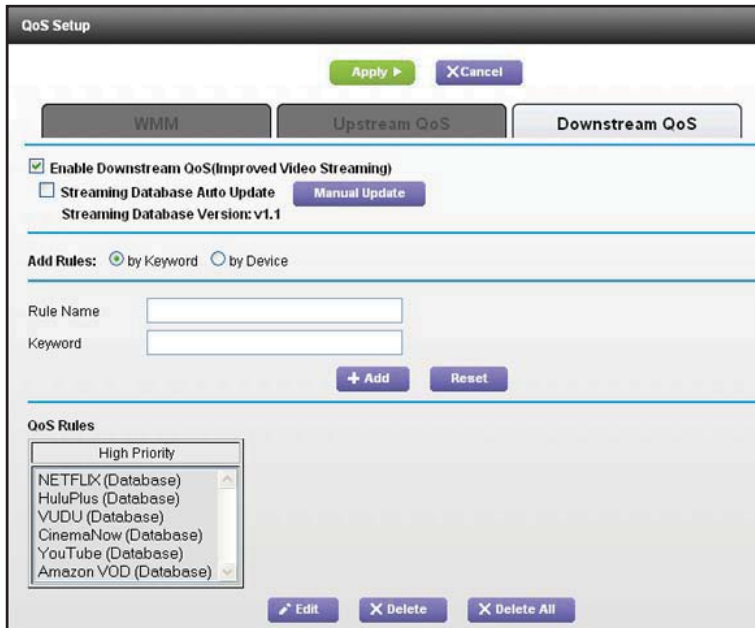 QoS Setup
Apply
Cancel
WMM
Upstream QoS
Downstream QoS
Enable Downstream QoS(Improved Video Streaming)
Streaming Database Auto Update
Manual Update
Streaming Database Version: v1.1
Add Rules: by Keyword by Device
Rule Name
Keyword
+ Add
Reset
QoS Rules
High Priority
NETFLIX (Database)
HuluPlus (Database)
VUDU (Database)
CinemaNow (Database)
YouTube (Database)
Amazon VOD (Database)
Edit
Delete
Delete All